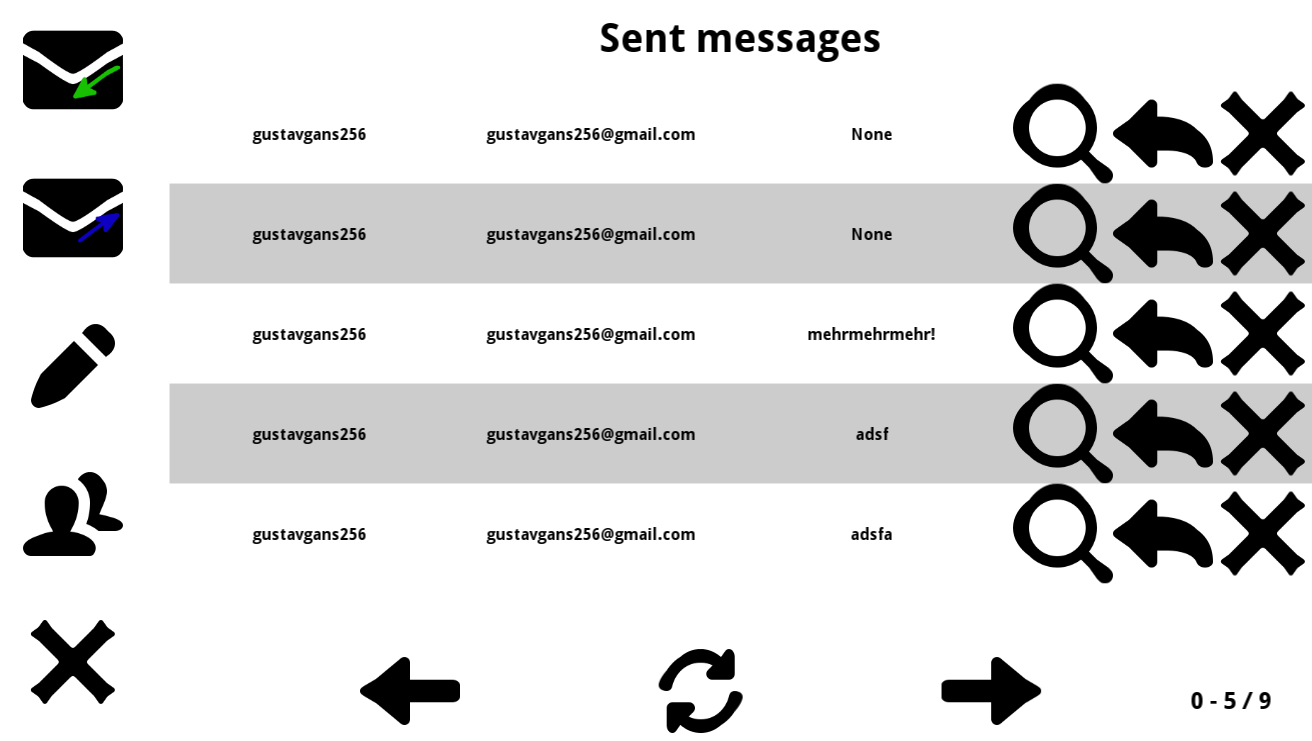 Sent messages
gustavgans256 gustavgans256@gmail.com None
gustavgans256 gustavgans256@gmail.com None
gustavgans256 gustavgans256@gmail.com mehrmehrmehr!
gustavgans256 gustavgans256@gmail.com adsf
gustavgans256 gustavgans256@gmail.com adsfa
0 - 5 / 9